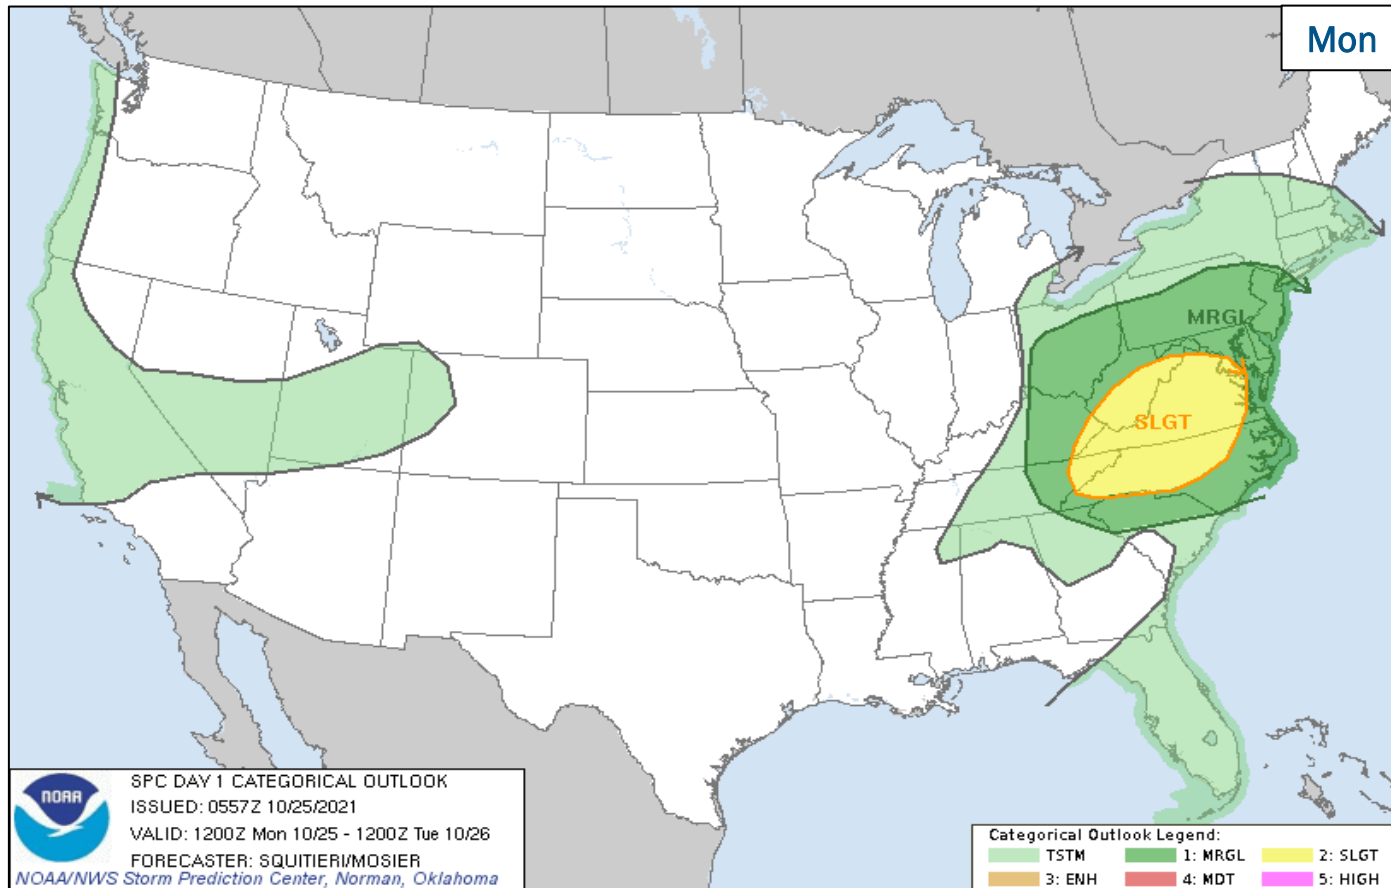 Mon
MRGL
SLGT
NOAA
SPC DAY 1 CATEGORICAL OUTLOOK
ISSUED: 0557Z 10/25/2021
VALID: 1200Z Mon 10/25 - 1200Z Tue 10/26
FORECASTER: SQUITIERI/MOSIER
NOAA/NWS Storm Prediction Center, Norman, Oklahoma
Categorical Outlook Legend:
TSTM 1: MRGL 2: SLGT
3: ENH 4: MDT 5: HIGH